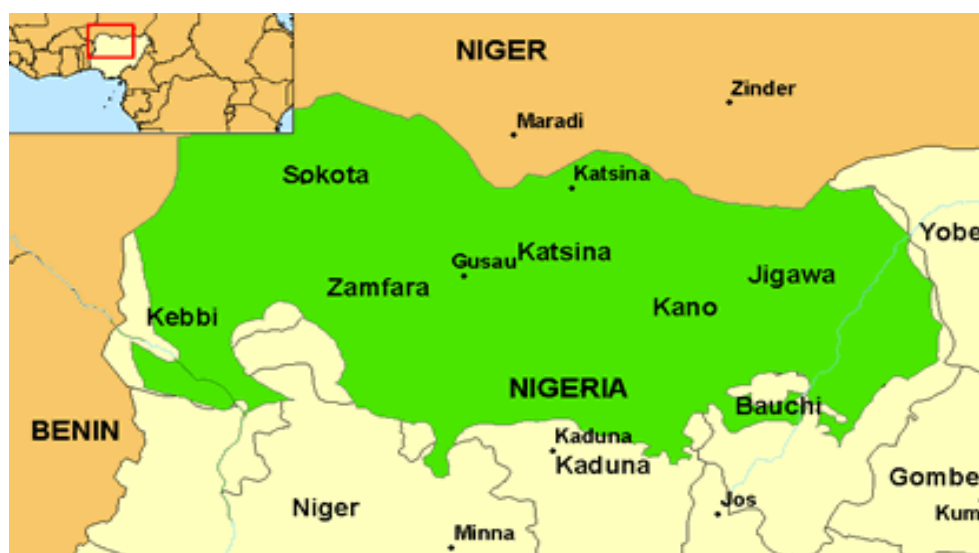 NIGER
Zinder
Maradi
Sokota
Katsina
Yobe
Gusau
Katsina
Zamfara
Jigawa
Kano
Kebbi
NIGERIA
Bauchi
BENIN
Kaduna
Kaduna
Gombe
Niger
Jos
Kum
Minna